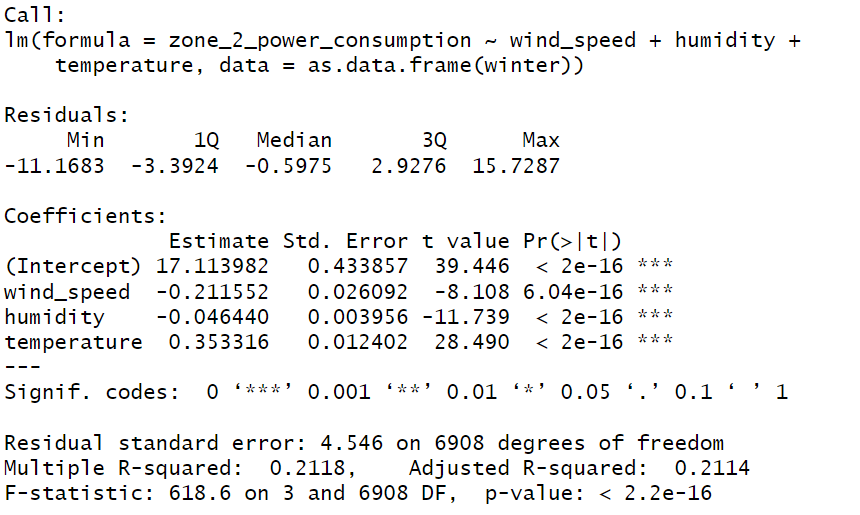 Call:
lm(formula = zone_2_power_consumption ~ wind_speed + humidity +
    temperature, data = as.data.frame(winter))
Residuals:
     Min       1Q   Median       3Q      Max
-11.1683  -3.3924  -0.5975   2.9276  15.7287
Coefficients:
             Estimate Std. Error t value Pr(>|t|)
(Intercept) 17.113982   0.433857  39.446  < 2e-16 ***
wind_speed  -0.211552   0.026092  -8.108 6.04e-16 ***
humidity    -0.046440   0.003956 -11.739  < 2e-16 ***
temperature  0.353316   0.012402  28.490  < 2e-16 ***
---
Signif. codes:  0 ‘***’ 0.001 ‘**’ 0.01 ‘*’ 0.05 ‘.’ 0.1 ‘ ’ 1
Residual standard error: 4.546 on 6908 degrees of freedom
Multiple R-squared:  0.2118,	Adjusted R-squared:  0.2114
F-statistic: 618.6 on 3 and 6908 DF,  p-value: < 2.2e-16